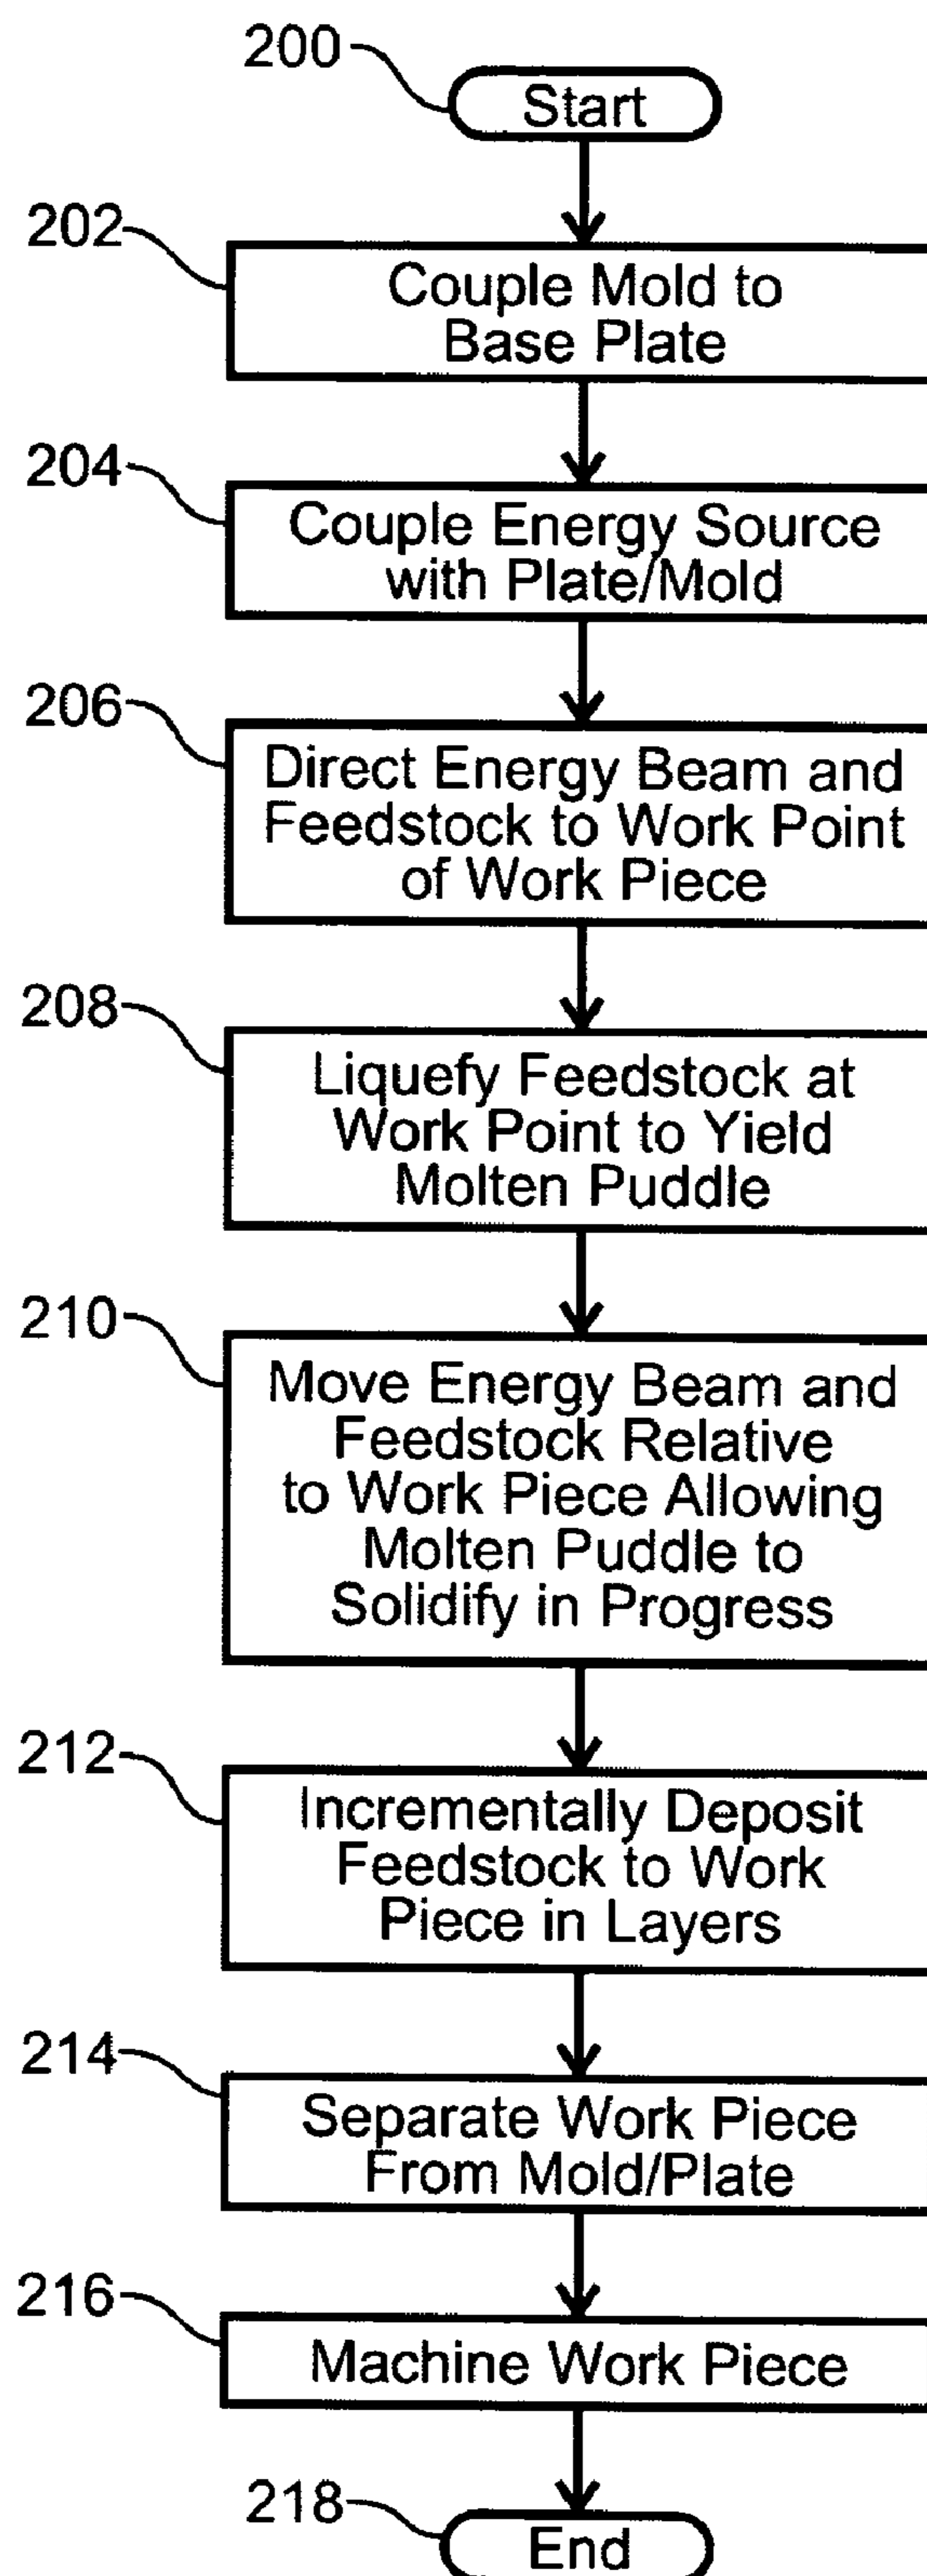 200
Start
202
Couple Mold to
Base Plate
204
Couple Energy Source
with Plate/Mold
206
Direct Energy Beam and
Feedstock to Work Point
of Work Piece
208
Liquefy Feedstock at
Work Point to Yield
Molten Puddle
210
Move Energy Beam and
Feedstock Relative
to Work Piece Allowing
Molten Puddle to
Solidify in Progress
212
Incrementally Deposit
Feedstock to Work
Piece in Layers
214
Separate Work Piece
From Mold/Plate
216
Machine Work Piece
218
End